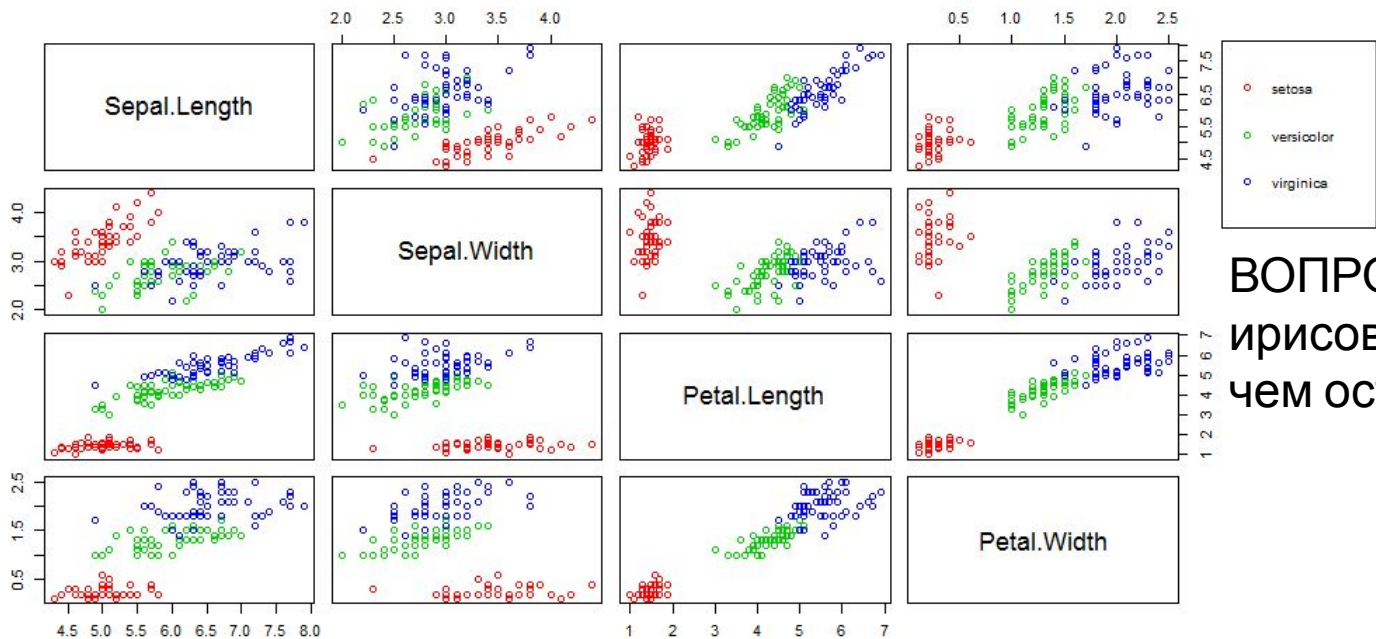 2.0 2.5 3.0 3.5 4.0
0.5 1.0 1.5 2.0 2.5
Sepal.Length
4.5 5.5 6.5 7.5
setosa
versicolor
virginica
2.0 3.0 4.0
Sepal.Width
ВОПРО
ирисов
чем ос
Petal.Length
1 2 3 4 5 6 7
0.5 1.5 2.5
Petal.Width
4.5 5.0 5.5 6.0 6.5 7.0 7.5 8.0
1 2 3 4 5 6 7